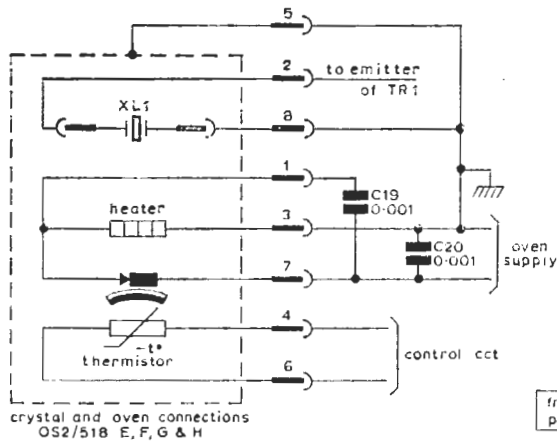 5
2
to emitter
of TR1
XL1
8
1
C19
0·001
heater
3
C20
0·001
oven
supply
7
-t°
thermistor
4
control cct
6
crystal and oven connections
OS2/518 E, F, G & H